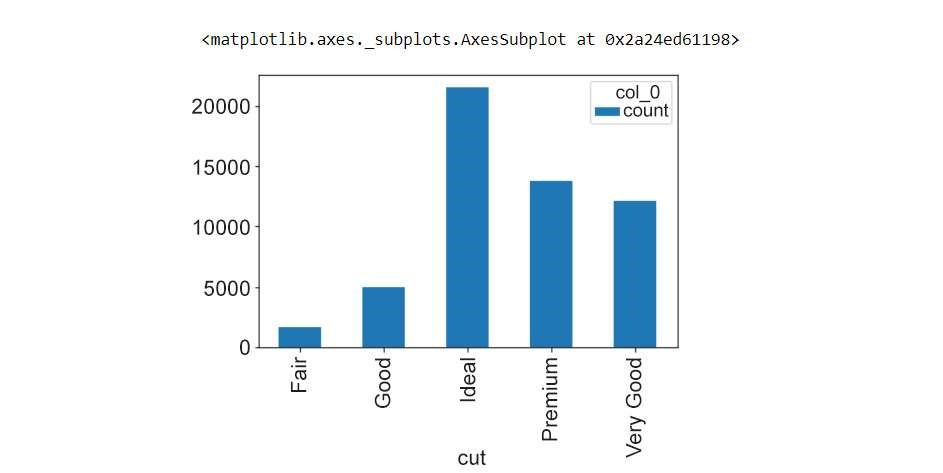 <matplotlib.axes._subplots.AxesSubplot at 0x2a24ed61198>
col_0
count
20000
15000
10000
5000
0
Fair
Good
Ideal
Premium
Very Good
cut